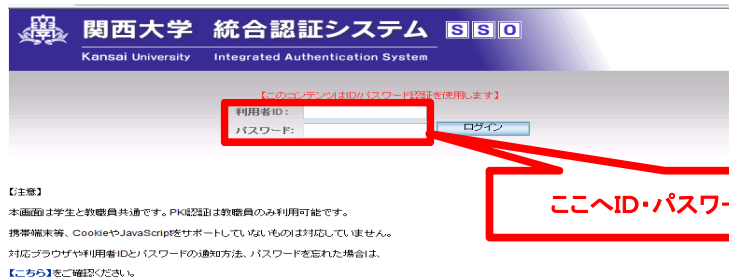 関西大学 統合認証システム SSO
Kansai University Integrated Authentication System
【このコンテンツはID/パスワード認証を使用します】
利用者ID:
パスワード: ログイン
ここへID・パスワー
【注意】
本画面は学生と教職員共通です。PKI認証は教職員のみ利用可能です。
携帯端末等、CookieやJavaScriptをサポートしていないものは対応していません。
対応ブラウザや利用者IDとパスワードの通知方法、パスワードを忘れた場合は、
【こちら】をご確認ください。